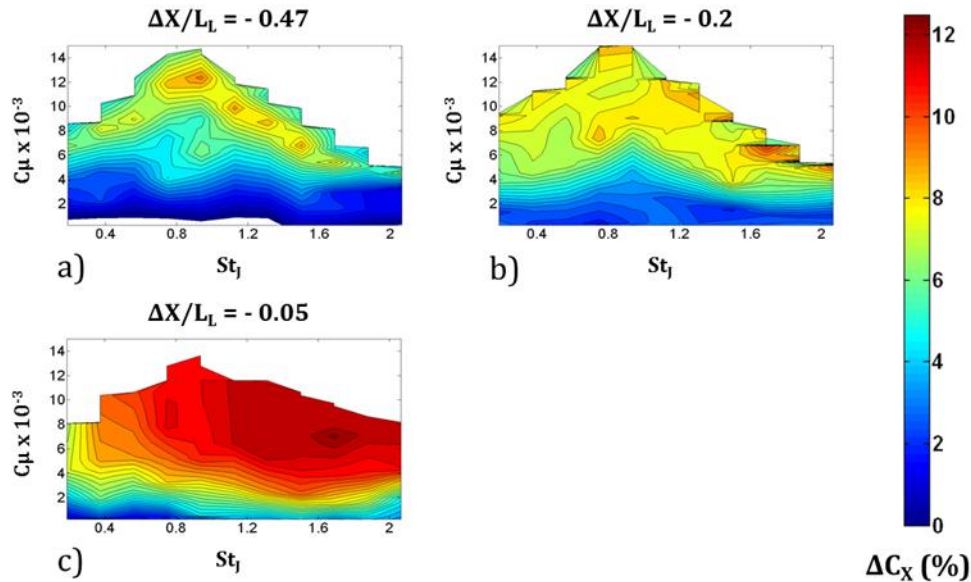 ΔX/L_L = - 0.47
14
12
10
8
6
4
2
Cμ x 10^-3
0.4 0.8 1.2 1.6 2
a) St_J
ΔX/L_L = - 0.2
14
12
10
8
6
4
2
Cμ x 10^-3
0.4 0.8 1.2 1.6 2
b) St_J
ΔX/L_L = - 0.05
14
12
10
8
6
4
2
Cμ x 10^-3
0.4 0.8 1.2 1.6 2
c) St_J
12
10
8
6
4
2
0
ΔC_X (%)